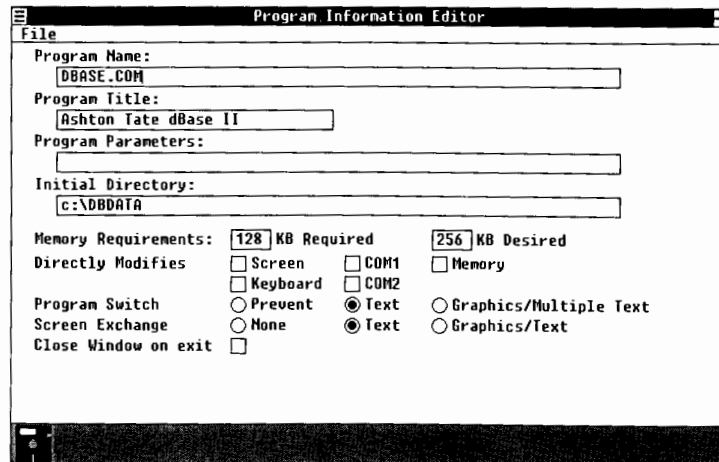 Program Information Editor
File
Program Name:
DBASE.COM
Program Title:
Ashton Tate dBase II
Program Parameters:
Initial Directory:
c:\DBDATA
Memory Requirements: 128 KB Required 256 KB Desired
Directly Modifies Screen COM1 Memory
Keyboard COM2
Program Switch Prevent Text Graphics/Multiple Text
Screen Exchange None Text Graphics/Text
Close Window on exit